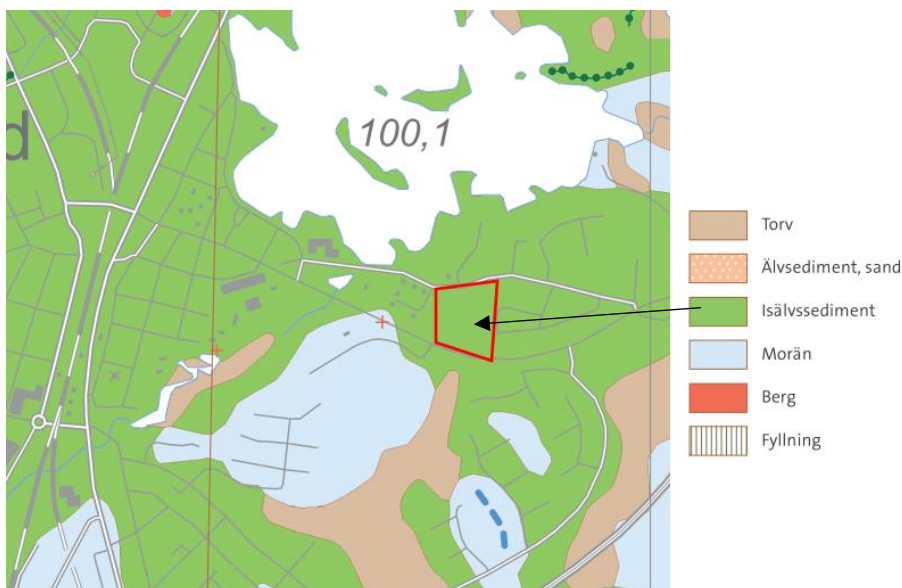 d
100,1
Torv
Älvsediment, sand
Isälvssediment
Morän
Berg
Fyllning